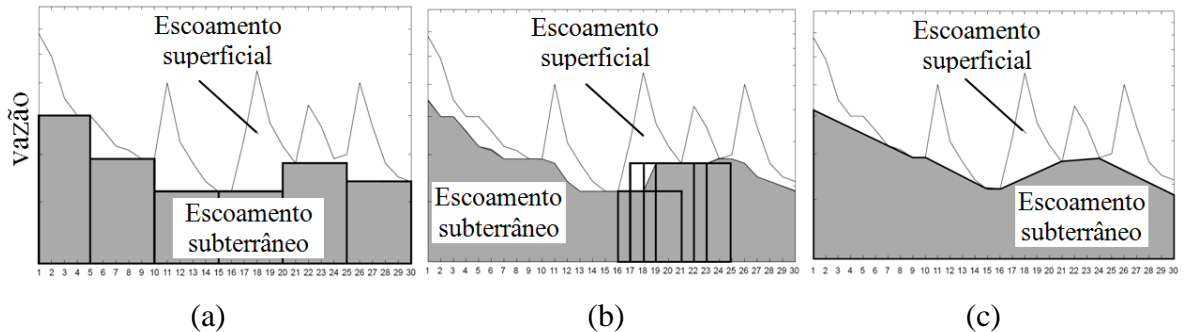 vazão
Escoamento
superficial
Escoamento
subterrâneo
1 2 3 4 5 6 7 8 9 10 11 12 13 14 15 16 17 18 19 20 21 22 23 24 25 26 27 28 29 30
(a)
Escoamento
superficial
Escoamento
subterrâneo
1 2 3 4 5 6 7 8 9 10 11 12 13 14 15 16 17 18 19 20 21 22 23 24 25 26 27 28 29 30
(b)
Escoamento
superficial
Escoamento
subterrâneo
1 2 3 4 5 6 7 8 9 10 11 12 13 14 15 16 17 18 19 20 21 22 23 24 25 26 27 28 29 30
(c)